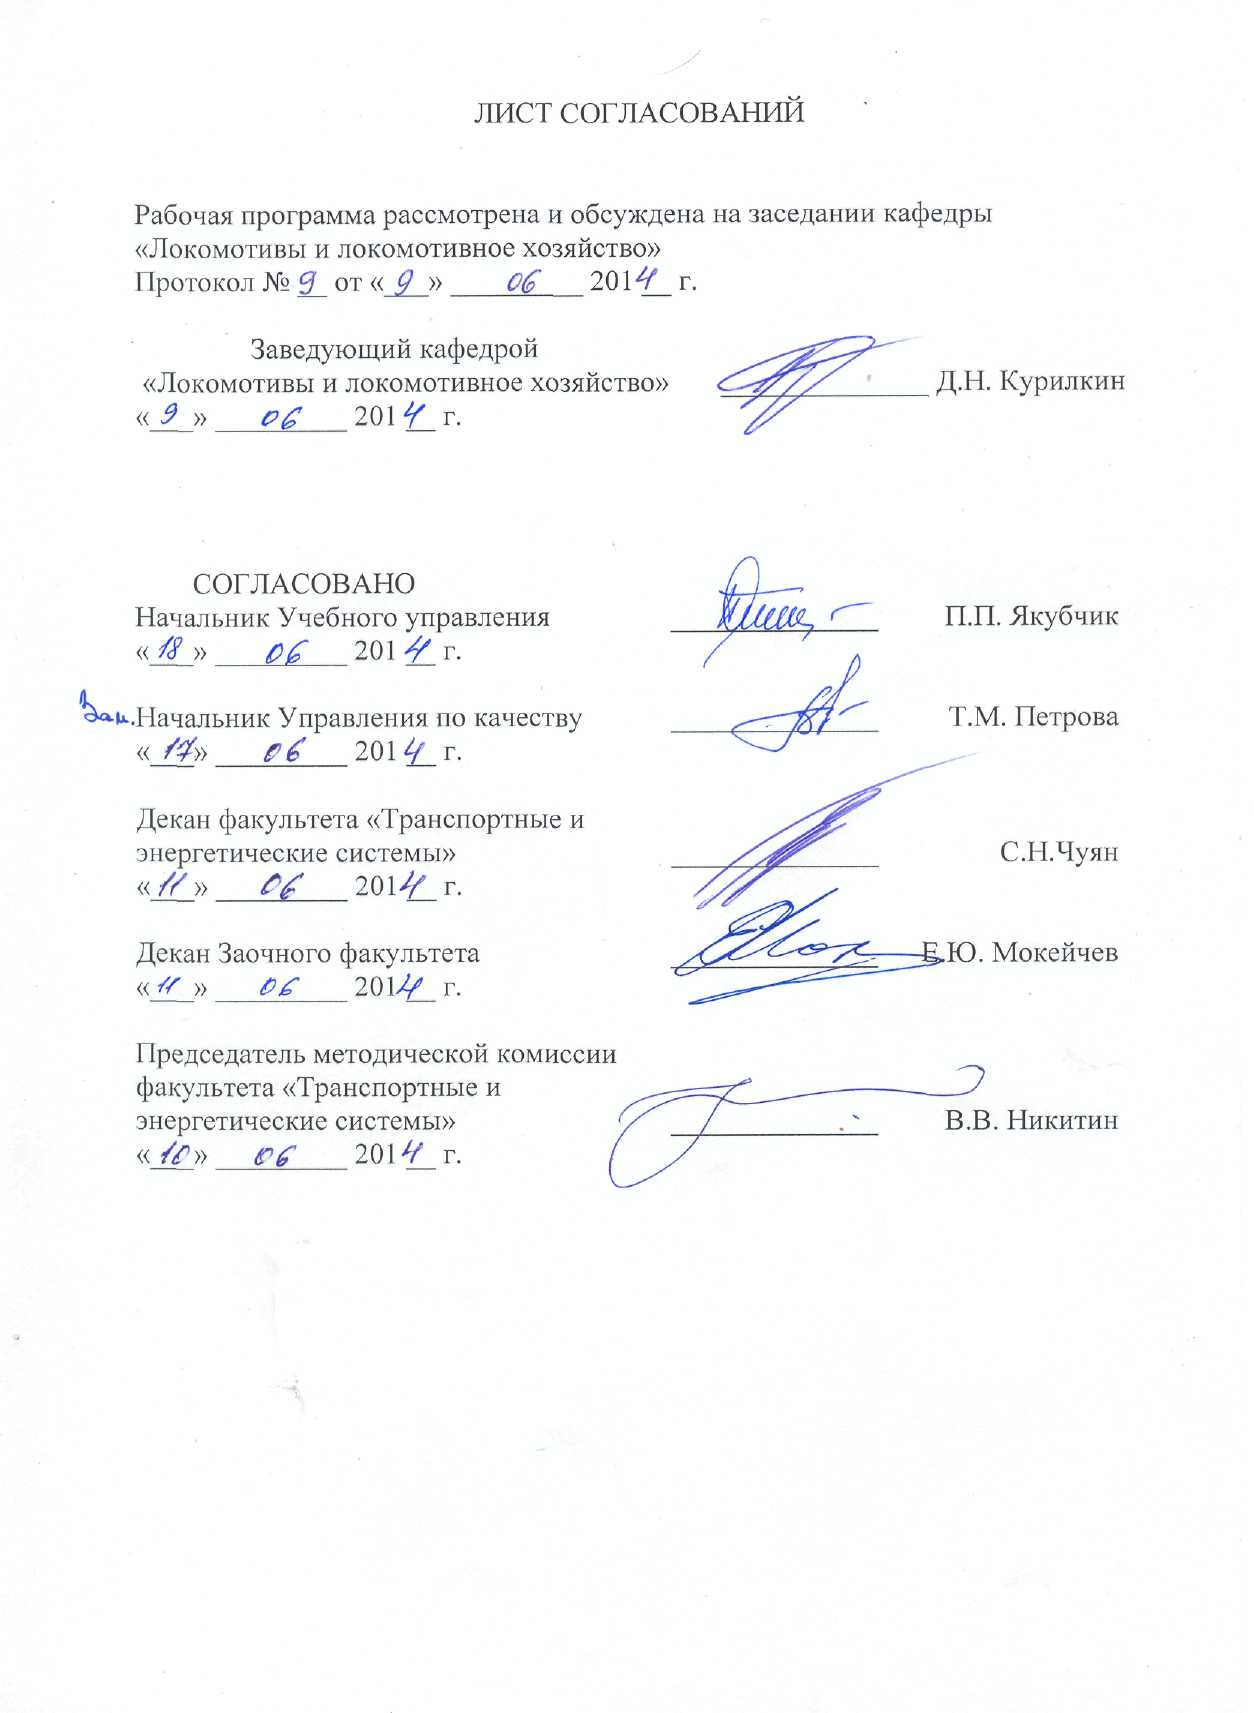 ЛИСТ СОГЛАСОВАНИЙ
Рабочая программа рассмотрена и обсуждена на заседании кафедры
«Локомотивы и локомотивное хозяйство»
Протокол № 9 от «9» 06 2014 г.
Заведующий кафедрой
«Локомотивы и локомотивное хозяйство» Д.Н. Курилкин
«9» 06 2014 г.
СОГЛАСОВАНО
Начальник Учебного управления П.П. Якубчик
«18» 06 2014 г.
Зам. Начальник Управления по качеству Т.М. Петрова
«17» 06 2014 г.
Декан факультета «Транспортные и
энергетические системы» С.Н.Чуян
«11» 06 2014 г.
Декан Заочного факультета Е.Ю. Мокейчев
«11» 06 2014 г.
Председатель методической комиссии
факультета «Транспортные и
энергетические системы» В.В. Никитин
«10» 06 2014 г.